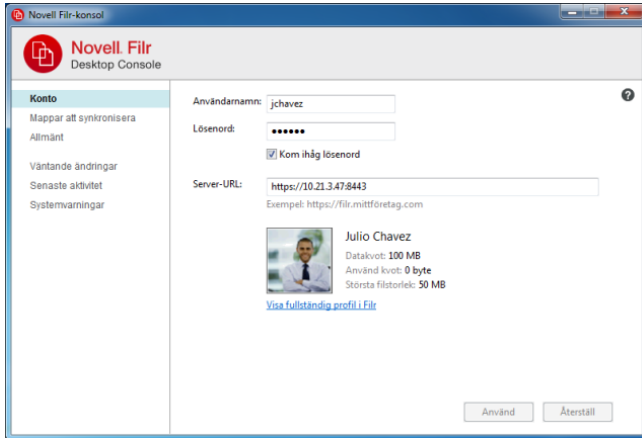 Novell Filr-konsol
Novell. Filr
Desktop Console
Konto
Mappar att synkronisera
Allmänt
Väntande ändringar
Senaste aktivitet
Systemvarningar
Användarnamn: jchavez
Lösenord: ••••••
Kom ihåg lösenord
Server-URL: https://10.21.3.47:8443
Exempel: https://filr.mittföretag.com
Julio Chavez
Datakvot: 100 MB
Använd kvot: 0 byte
Största filstorlek: 50 MB
Visa fullständig profil i Filr
Använd
Återställ